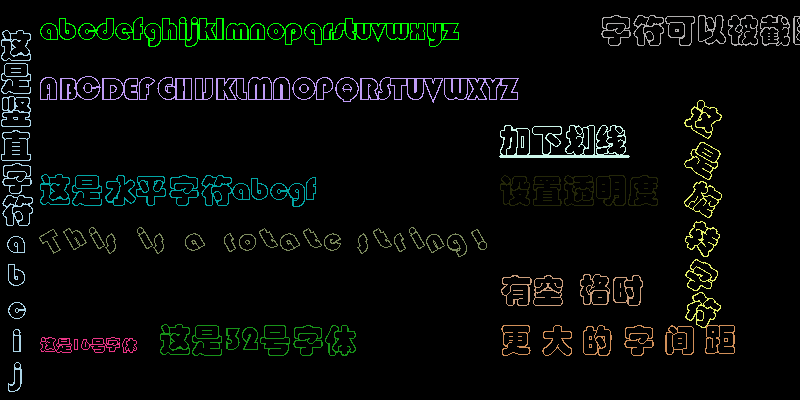 abcdefghijklmnopqrstuvwxyz
字符可以被截
ABCDEFGHIJKLMNOPQRSTUVWXYZ
这是竖直字符abcij
加下划线
这是旋转字符
这是水平字符abcgf
设置透明度
This is a rotate string!
有空 格时
这是16号字体
这是32号字体
更大的字间距